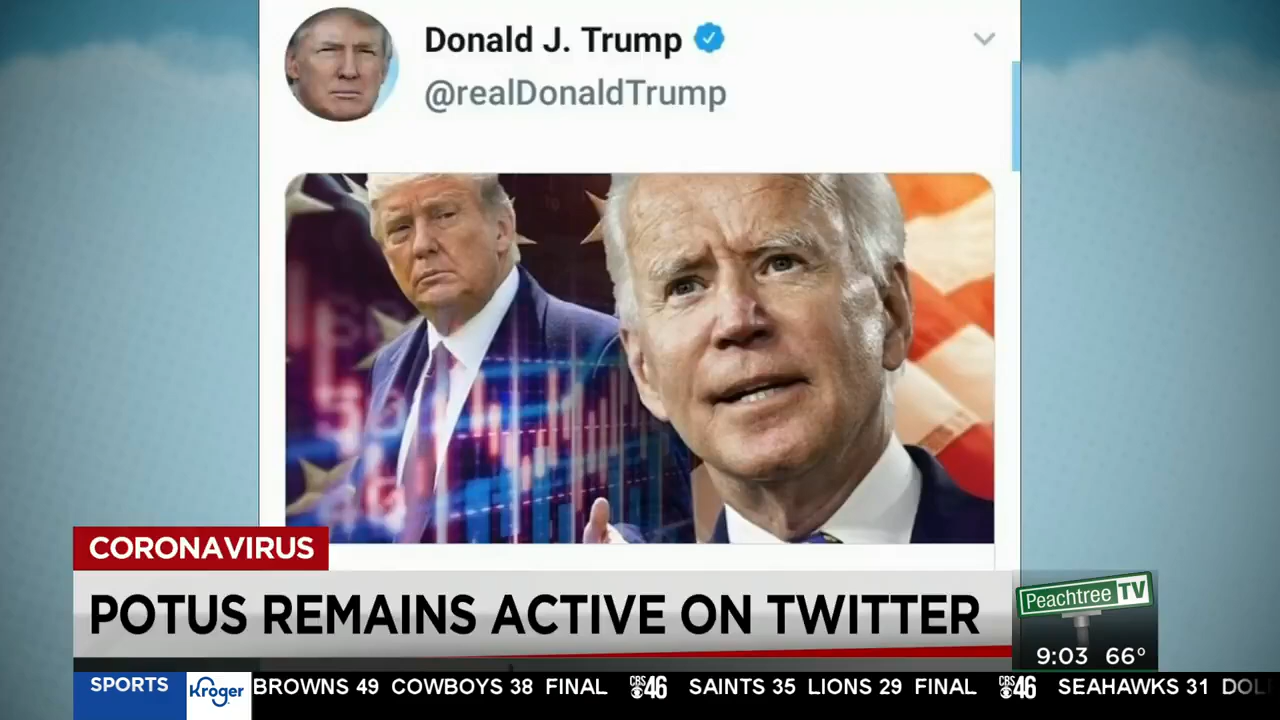 Donald J. Trump
@realDonaldTrump
CORONAVIRUS
POTUS REMAINS ACTIVE ON TWITTER
Peachtree TV
9:03 66°
SPORTS Kroger BROWNS 49 COWBOYS 38 FINAL CBS 46 SAINTS 35 LIONS 29 FINAL CBS 46 SEAHAWKS 31 DOL